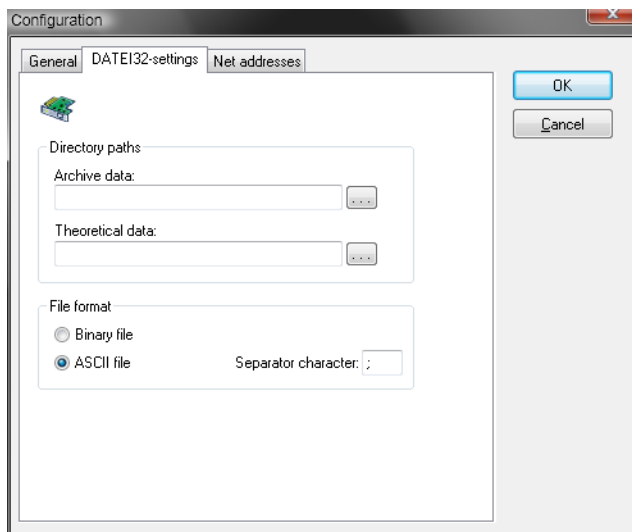 Configuration
General DATEI32-settings Net addresses
OK
Cancel
Directory paths
Archive data:
...
Theoretical data:
...
File format
Binary file
ASCII file Separator character: ;